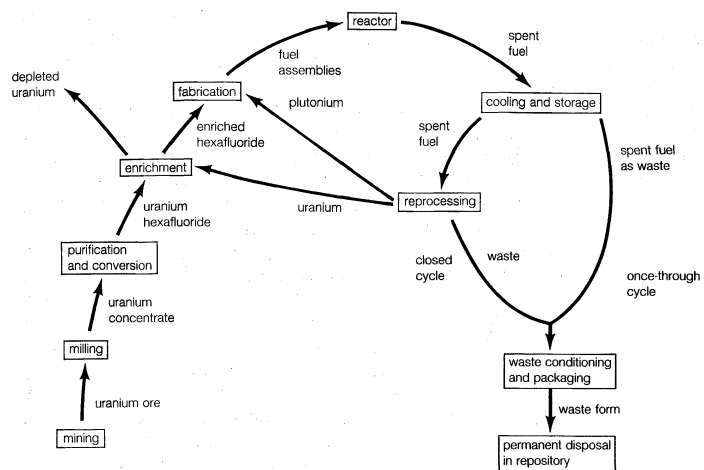 reactor
spent
fuel
fuel
assemblies
depleted
uranium
fabrication
plutonium
cooling and storage
enriched
hexafluoride
spent
fuel
spent fuel
as waste
enrichment
uranium
hexafluoride
uranium
reprocessing
purification
and conversion
closed
cycle
waste
once-through
cycle
uranium
concentrate
milling
waste conditioning
and packaging
uranium ore
waste form
mining
permanent disposal
in repository